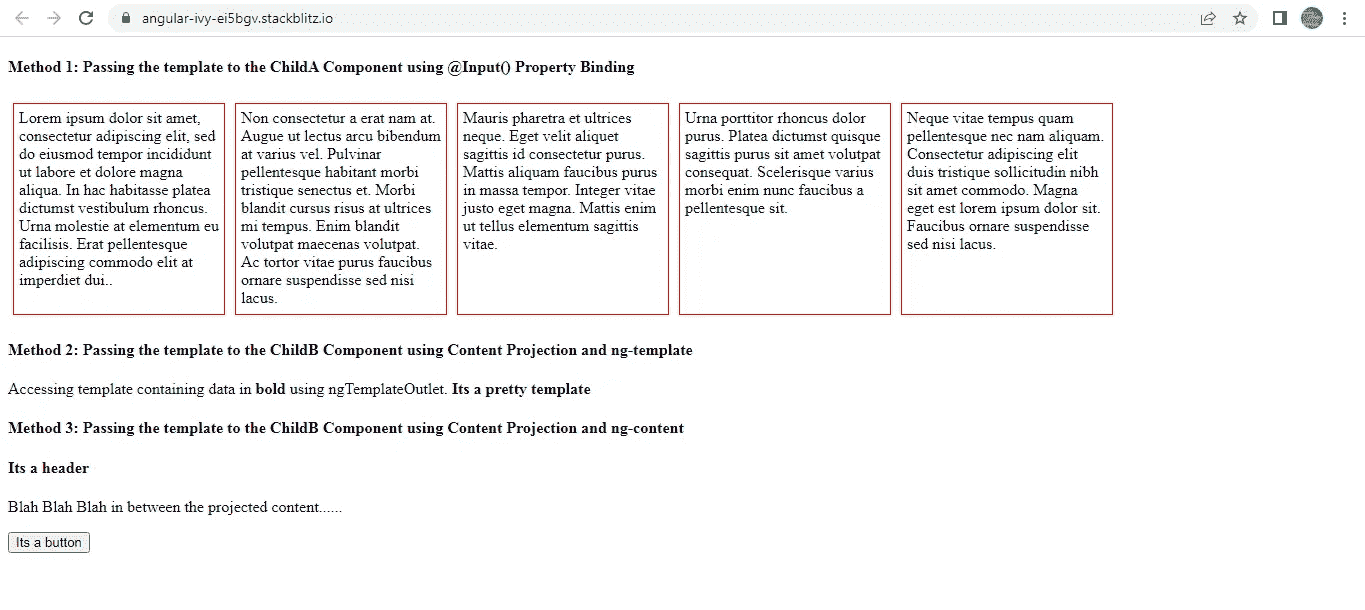 angular-ivy-ei5bgv.stackblitz.io
Method 1: Passing the template to the ChildA Component using @Input() Property Binding
Lorem ipsum dolor sit amet,
consectetur adipiscing elit, sed
do eiusmod tempor incididunt
ut labore et dolore magna
aliqua. In hac habitasse platea
dictumst vestibulum rhoncus.
Urna molestie at elementum eu
facilisis. Erat pellentesque
adipiscing commodo elit at
imperdiet dui..
Non consectetur a erat nam at.
Augue ut lectus arcu bibendum
at varius vel. Pulvinar
pellentesque habitant morbi
tristique senectus et. Morbi
blandit cursus risus at ultrices
mi tempus. Enim blandit
volutpat maecenas volutpat.
Ac tortor vitae purus faucibus
ornare suspendisse sed nisi
lacus.
Mauris pharetra et ultrices
neque. Eget velit aliquet
sagittis id consectetur purus.
Mattis aliquam faucibus purus
in massa tempor. Integer vitae
justo eget magna. Mattis enim
ut tellus elementum sagittis
vitae.
Urna porttitor rhoncus dolor
purus. Platea dictumst quisque
sagittis purus sit amet volutpat
consequat. Scelerisque varius
morbi enim nunc faucibus a
pellentesque sit.
Neque vitae tempus quam
pellentesque nec nam aliquam.
Consectetur adipiscing elit
duis tristique sollicitudin nibh
sit amet commodo. Magna
eget est lorem ipsum dolor sit.
Faucibus ornare suspendisse
sed nisi lacus.
Method 2: Passing the template to the ChildB Component using Content Projection and ng-template
Accessing template containing data in bold using ngTemplateOutlet. Its a pretty template
Method 3: Passing the template to the ChildB Component using Content Projection and ng-content
Its a header
Blah Blah Blah in between the projected content......
Its a button